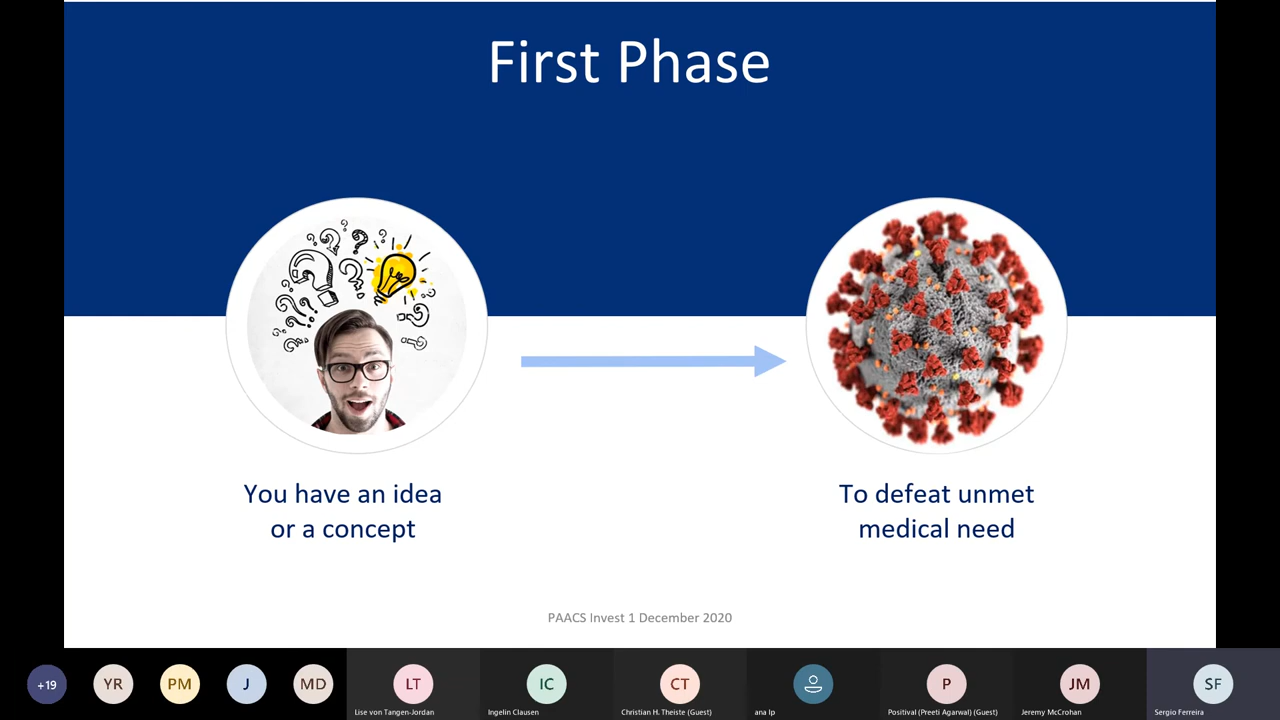 First Phase
You have an idea
or a concept
To defeat unmet
medical need
PAACS Invest 1 December 2020
+19
YR
PM
J
MD
LT
Lise von Tangen-Jordan
IC
Ingelin Clausen
CT
Christian H. Theiste (Guest)
ana lp
P
Positival (Preeti Agarwal) (Guest)
JM
Jeremy McCrohan
SF
Sergio Ferreira